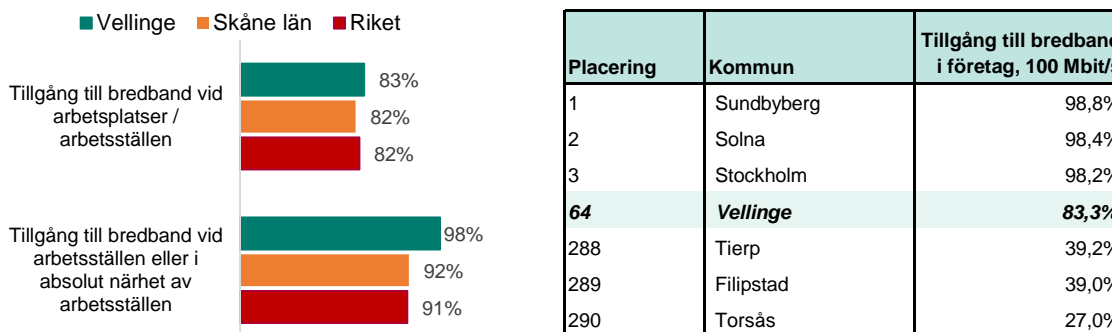 Vellinge Skåne län Riket
Tillgång till bredband vid
arbetsplatser /
arbetsställen
83%
82%
82%
Tillgång till bredband vid
arbetsställen eller i
absolut närhet av
arbetsställen
98%
92%
91%
Placering Kommun Tillgång till bredband
i företag, 100 Mbit/s
1 Sundbyberg 98,8%
2 Solna 98,4%
3 Stockholm 98,2%
64 Vellinge 83,3%
288 Tierp 39,2%
289 Filipstad 39,0%
290 Torsås 27,0%